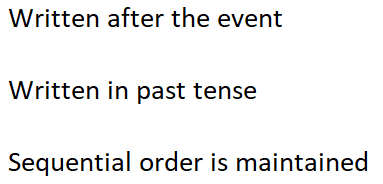 Written after the event
Written in past tense
Sequential order is maintained